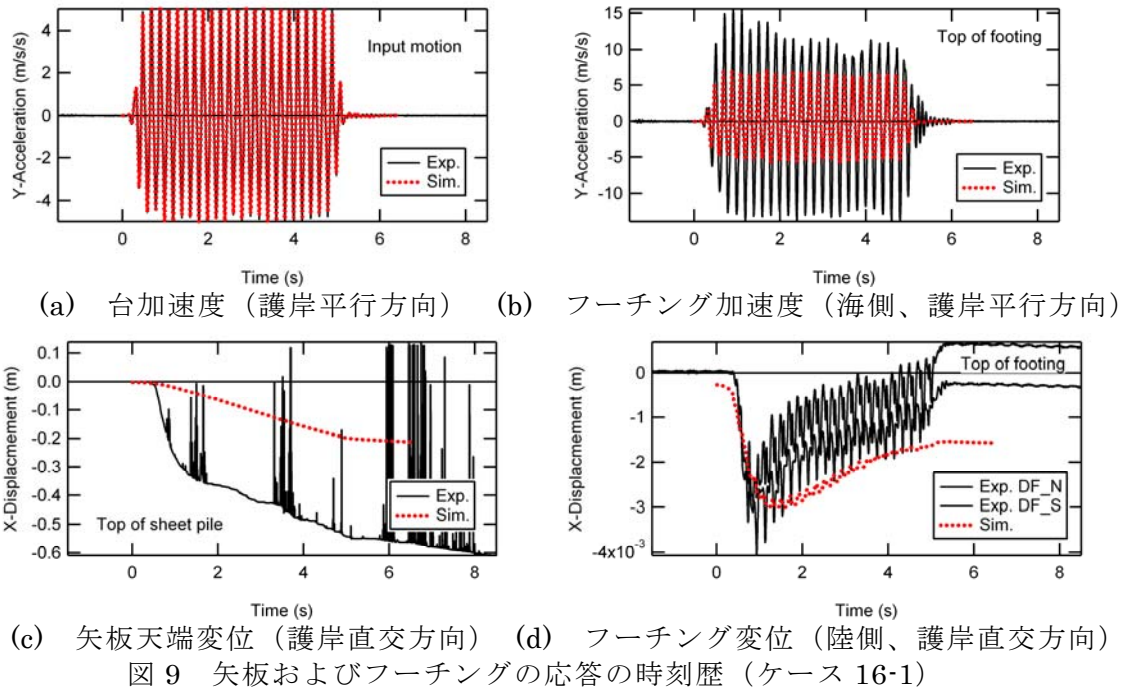 4
2
0
-2
-4
Y-Acceleration (m/s/s)
Input motion
Exp.
Sim.
0 2 4 6 8
Time (s)
15
10
5
0
-5
-10
Y-Acceleration (m/s/s)
Top of footing
Exp.
Sim.
0 2 4 6 8
Time (s)
(a) 台加速度（護岸平行方向） (b) フーチング加速度（海側、護岸平行方向）
0.1
0.0
-0.1
-0.2
-0.3
-0.4
-0.5
-0.6
X-Displacmement (m)
Top of sheet pile
Exp.
Sim.
0 2 4 6 8
Time (s)
0
-1
-2
-3
-4x10-3
X-Displacmement (m)
Top of footing
Exp. DF_N
Exp. DF_S
Sim.
0 2 4 6 8
Time (s)
(c) 矢板天端変位（護岸直交方向） (d) フーチング変位（陸側、護岸直交方向）
図 9 矢板およびフーチングの応答の時刻歴（ケース 16-1）